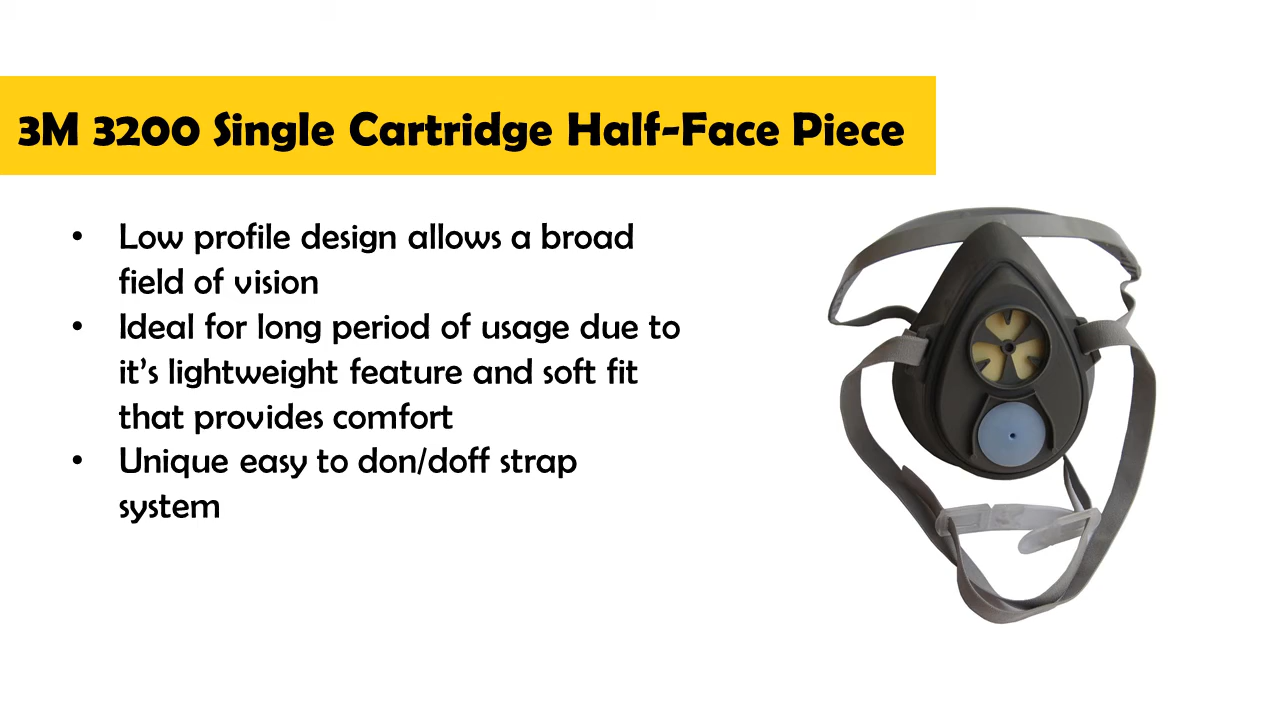 3M 3200 Single Cartridge Half-Face Piece
• Low profile design allows a broad
field of vision
• Ideal for long period of usage due to
it’s lightweight feature and soft fit
that provides comfort
• Unique easy to don/doff strap
system